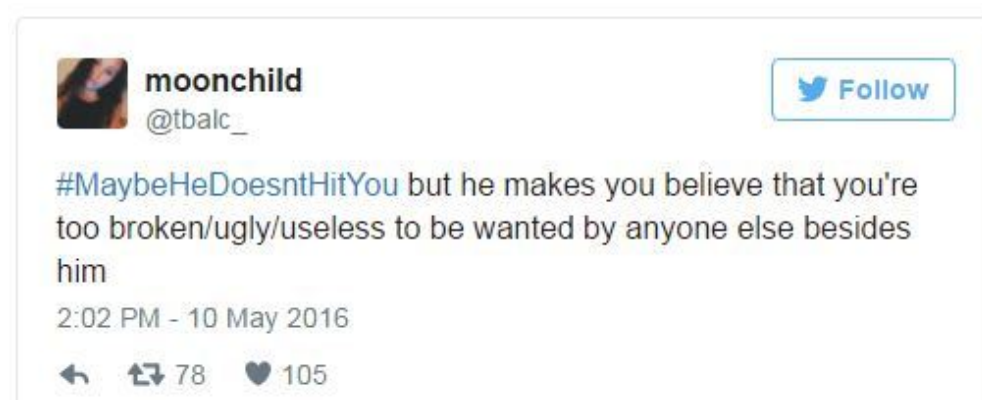 moonchild
Follow
@tbalc_
#MaybeHeDoesntHitYou but he makes you believe that you're
too broken/ugly/useless to be wanted by anyone else besides
him
2:02 PM - 10 May 2016
78 105